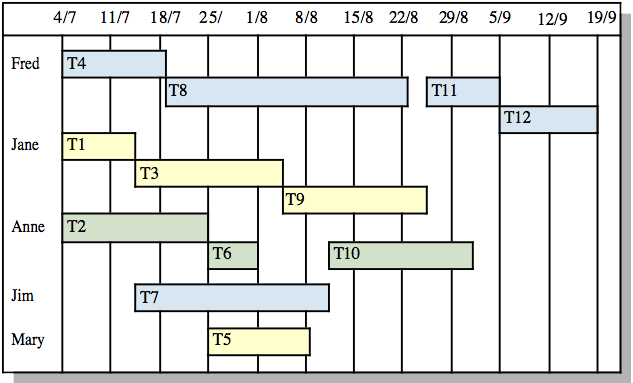 4/7 11/7 18/7 25/ 1/8 8/8 15/8 22/8 29/8 5/9 12/9 19/9
Fred T4
T8 T11
T12
Jane T1
T3
T9
Anne T2
T6 T10
Jim T7
Mary T5